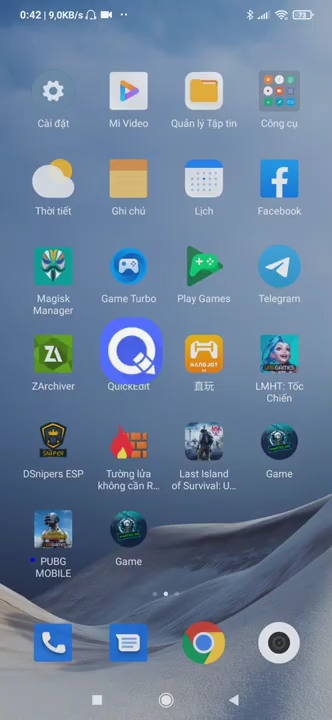 0:42 | 9,0KB/s
73
Cài đặt
Mi Video
Quản lý Tập tin
Công cụ
Thời tiết
Ghi chú
Lịch
Facebook
Magisk
Manager
Game Turbo
Play Games
Telegram
ZArchiver
QuickEdit
直玩
LMHT: Tốc
Chiến
DSnipers ESP
Tường lửa
không cần R...
Last Island
of Survival: U...
Game
PUBG
MOBILE
Game